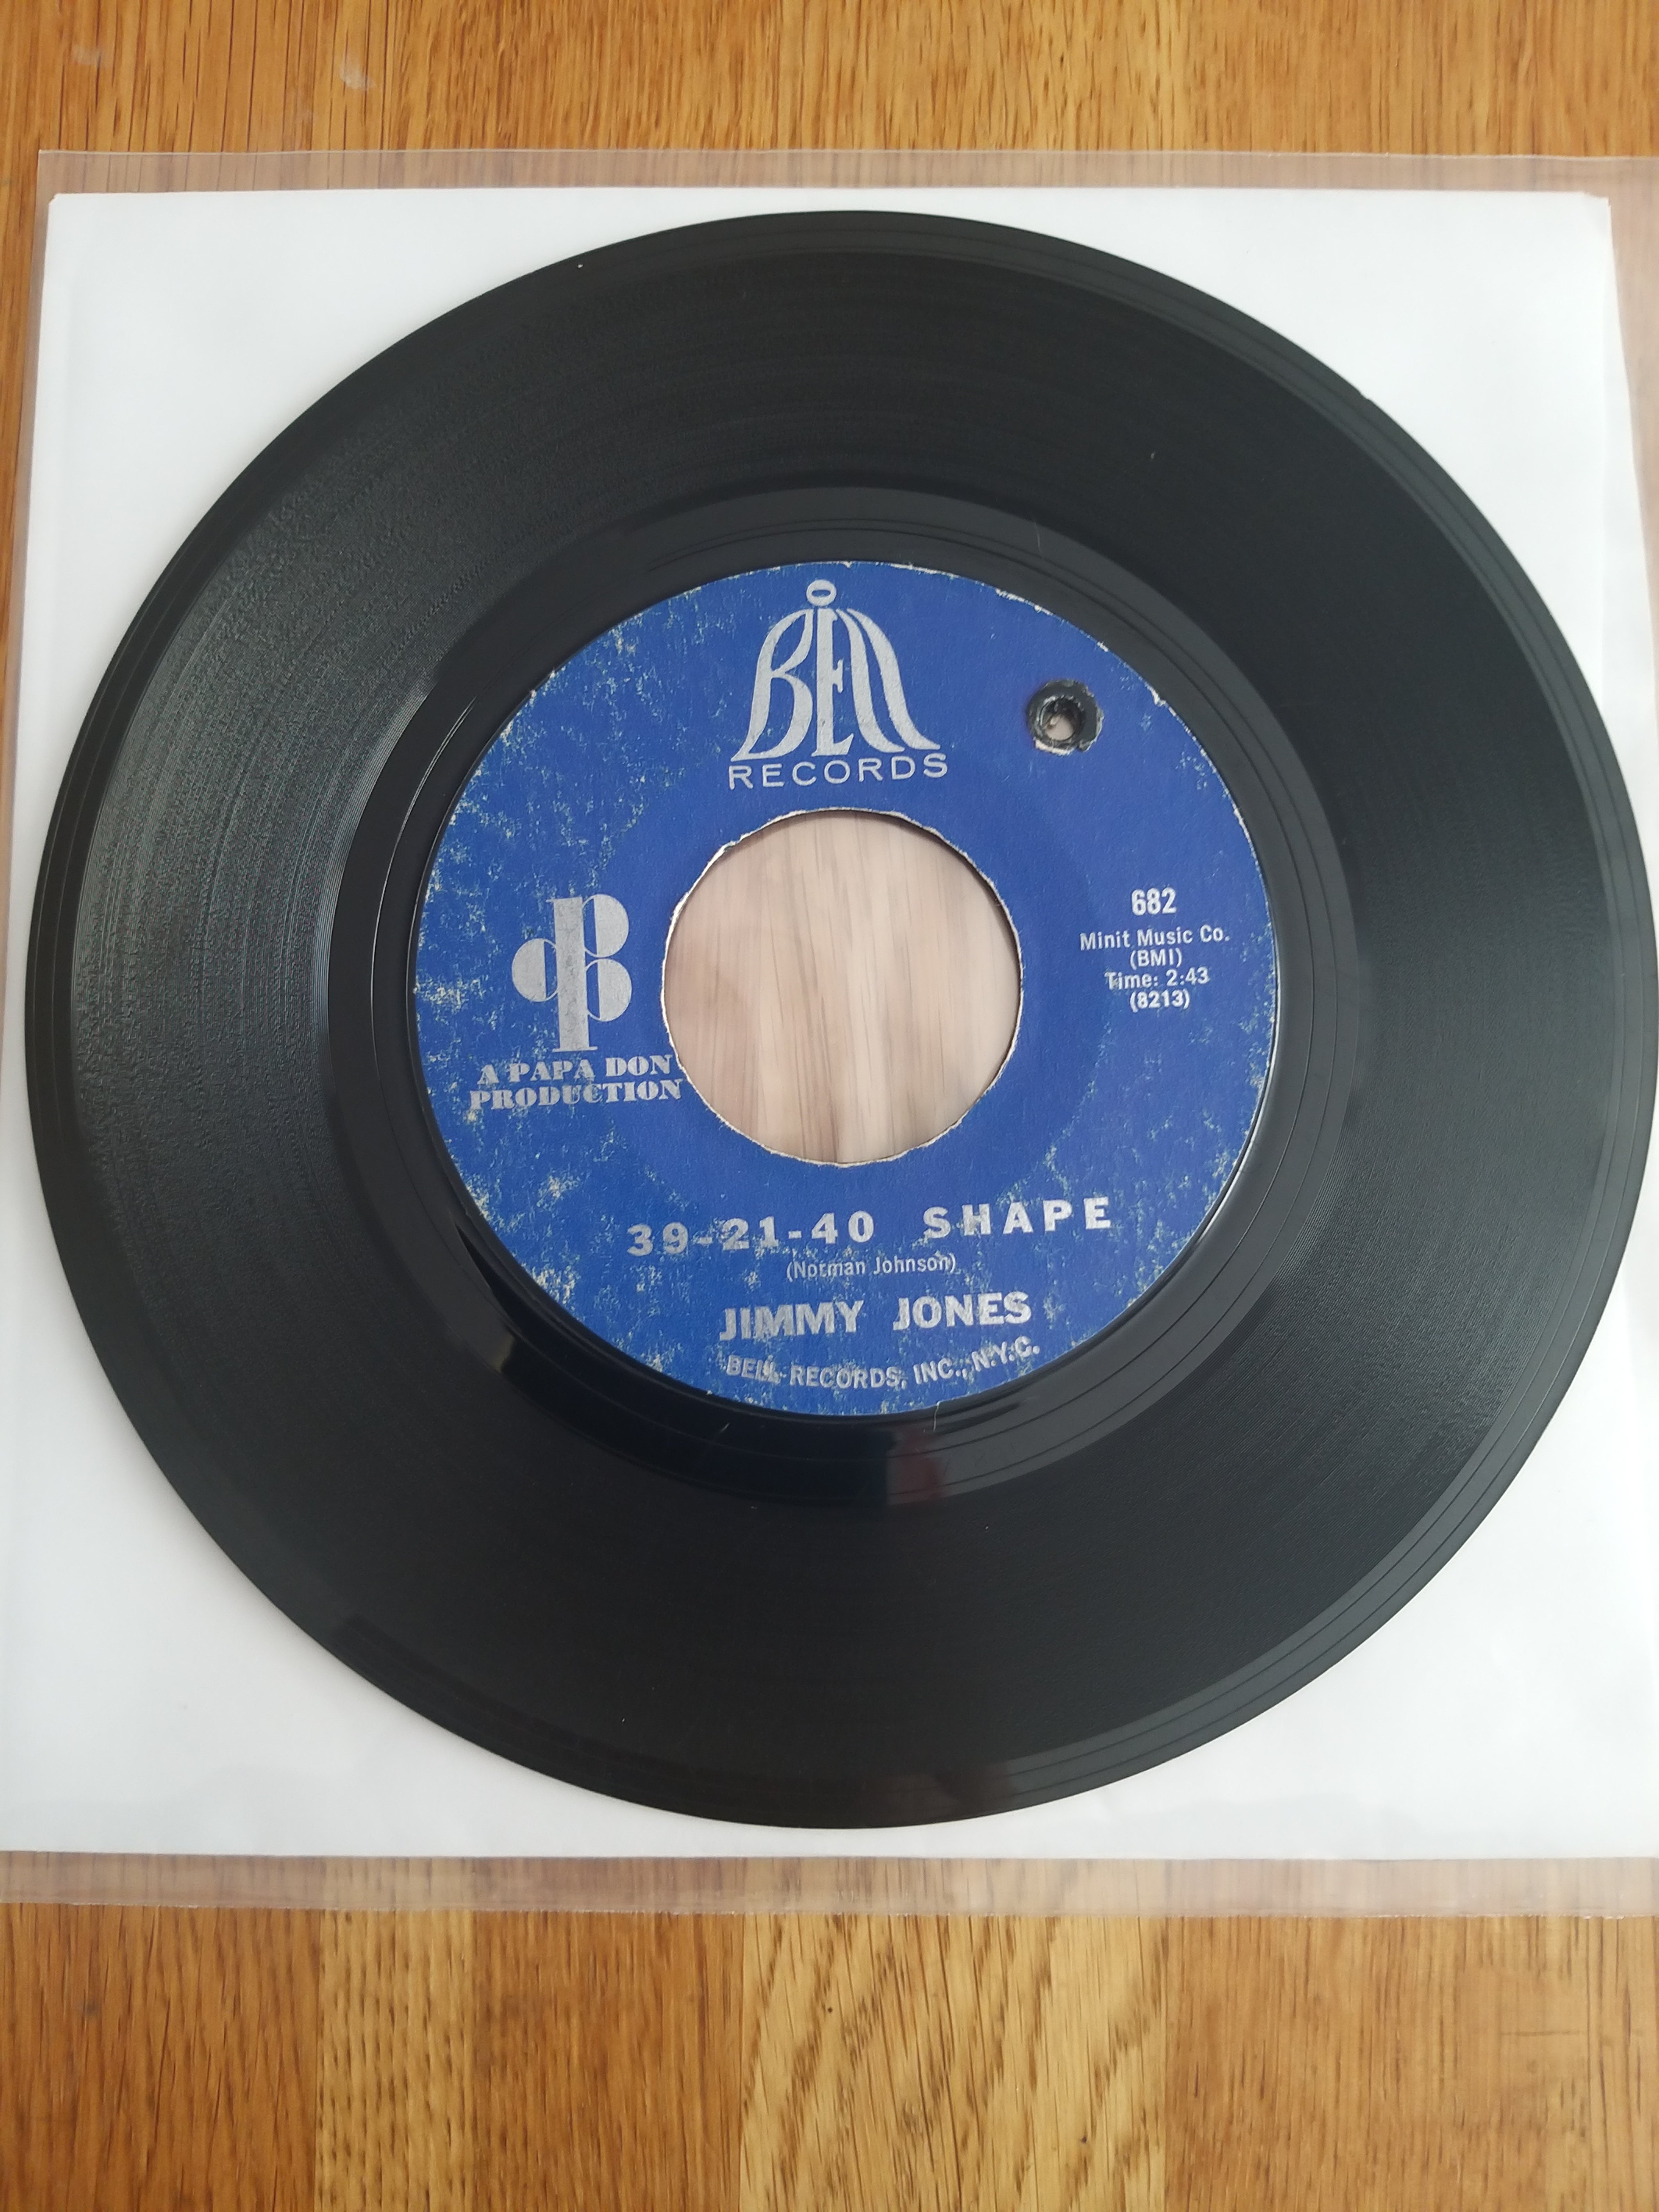 BELL
RECORDS
682
Minit Music Co.
(BMI)
Time: 2:43
(8213)
A PAPA DON
PRODUCTION
39-21-40 SHAPE
(Norman Johnson)
JIMMY JONES
BELL RECORDS, INC., N.Y.C.